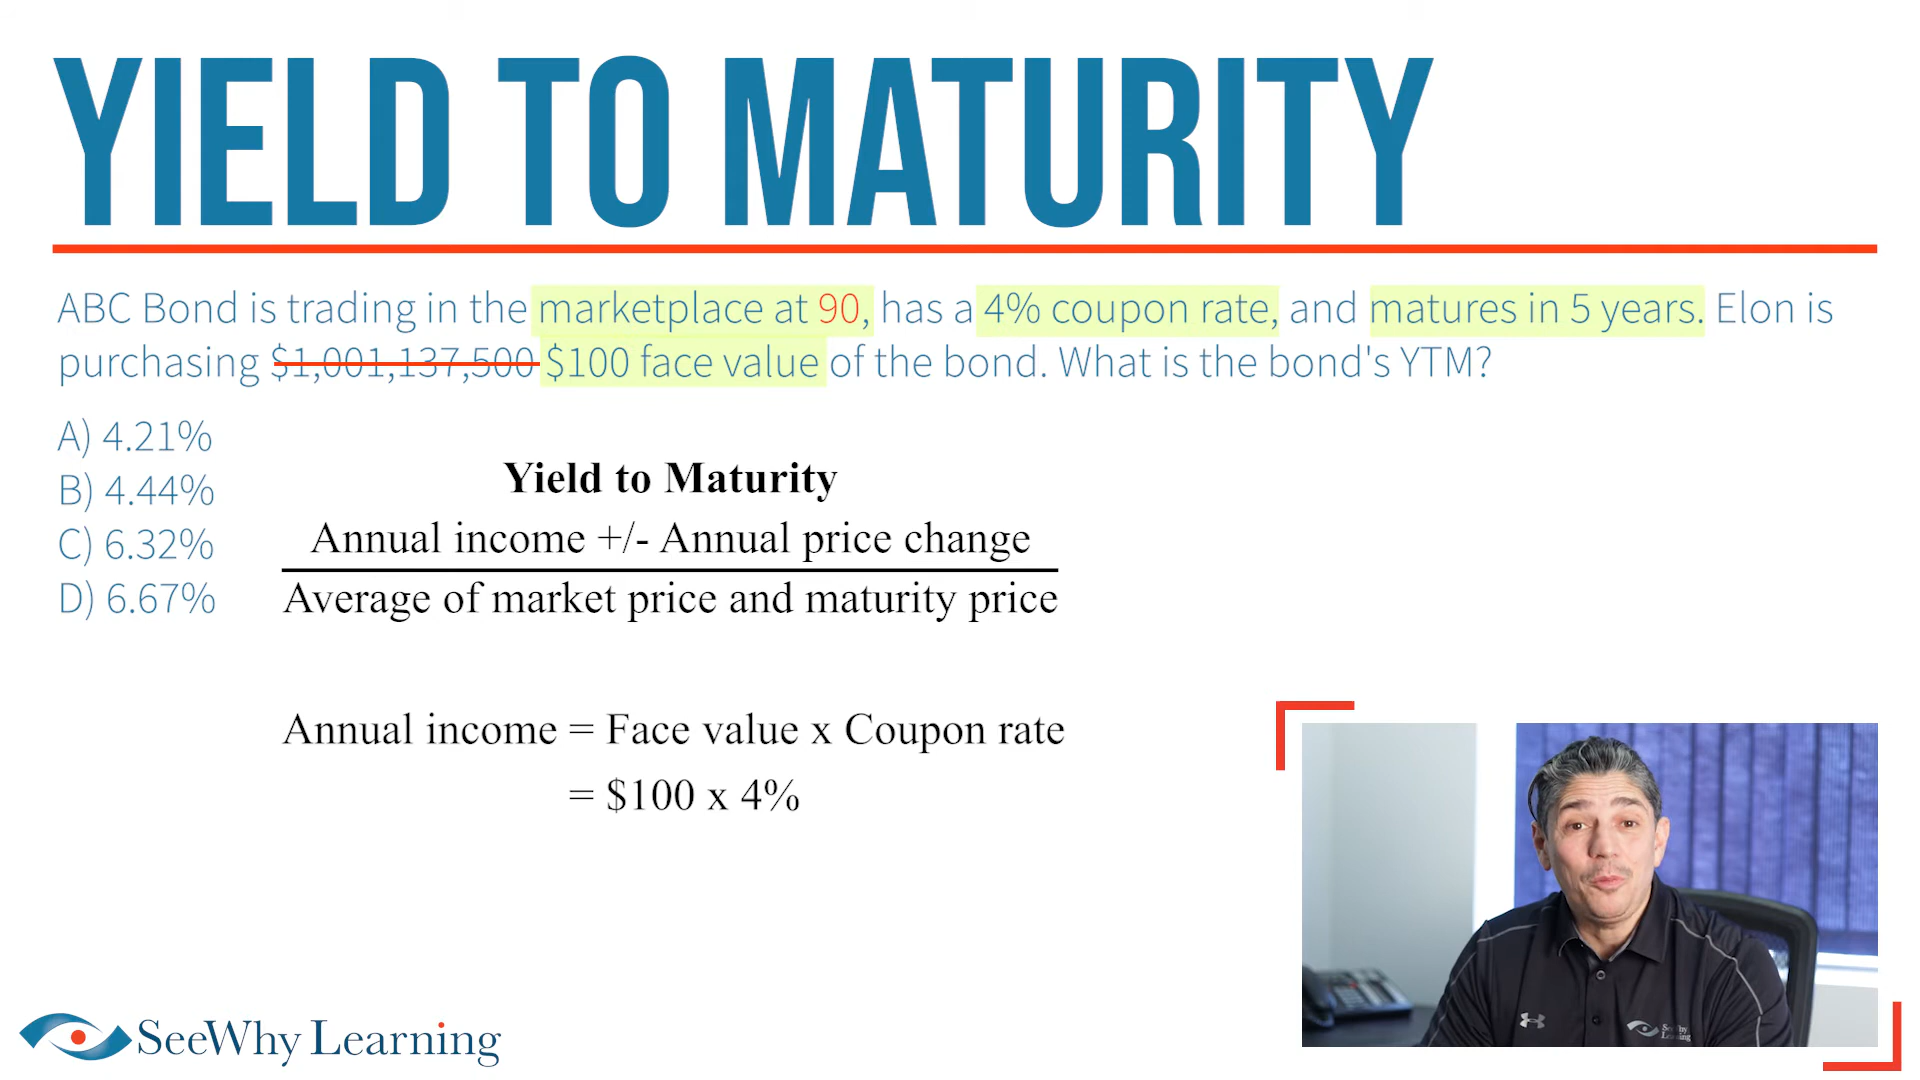 YIELD TO MATURITY
ABC Bond is trading in the marketplace at 90, has a 4% coupon rate, and matures in 5 years. Elon is
purchasing $1,001,137,500 $100 face value of the bond. What is the bond's YTM?
A) 4.21%
B) 4.44%
C) 6.32%
D) 6.67%
Yield to Maturity
Annual income +/- Annual price change
Average of market price and maturity price
Annual income = Face value x Coupon rate
= $100 x 4%
SeeWhy Learning
SeeWhy
Learning